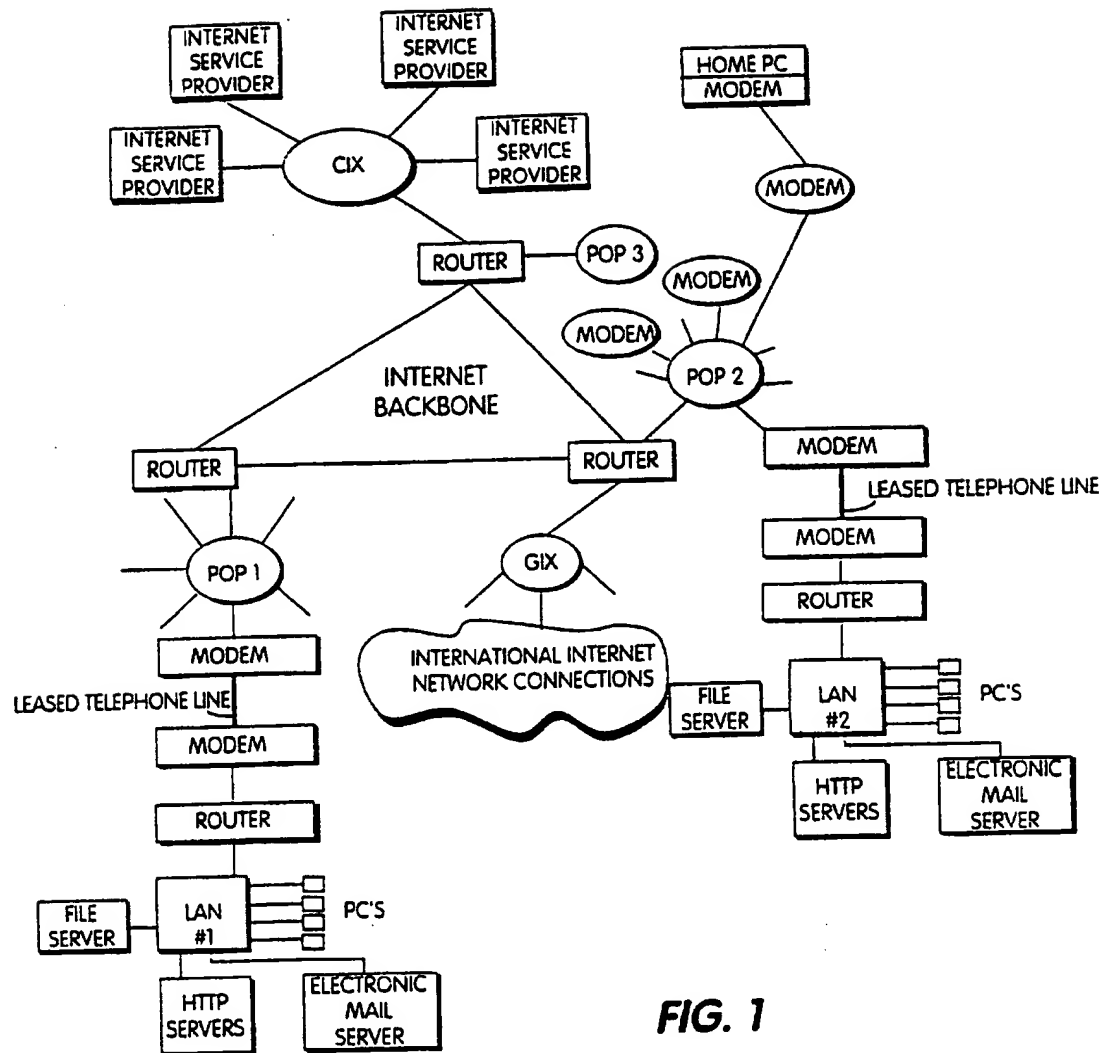 INTERNET
SERVICE
PROVIDER
INTERNET
SERVICE
PROVIDER
INTERNET
SERVICE
PROVIDER
CIX
INTERNET
SERVICE
PROVIDER
HOME PC
MODEM
MODEM
ROUTER
POP 3
MODEM
MODEM
POP 2
INTERNET
BACKBONE
ROUTER
ROUTER
MODEM
LEASED TELEPHONE LINE
MODEM
ROUTER
POP 1
GIX
INTERNATIONAL INTERNET
NETWORK CONNECTIONS
MODEM
LEASED TELEPHONE LINE
MODEM
ROUTER
FILE
SERVER
LAN
#2
PC'S
HTTP
SERVERS
ELECTRONIC
MAIL
SERVER
FILE
SERVER
LAN
#1
PC'S
HTTP
SERVERS
ELECTRONIC
MAIL
SERVER
FIG. 1